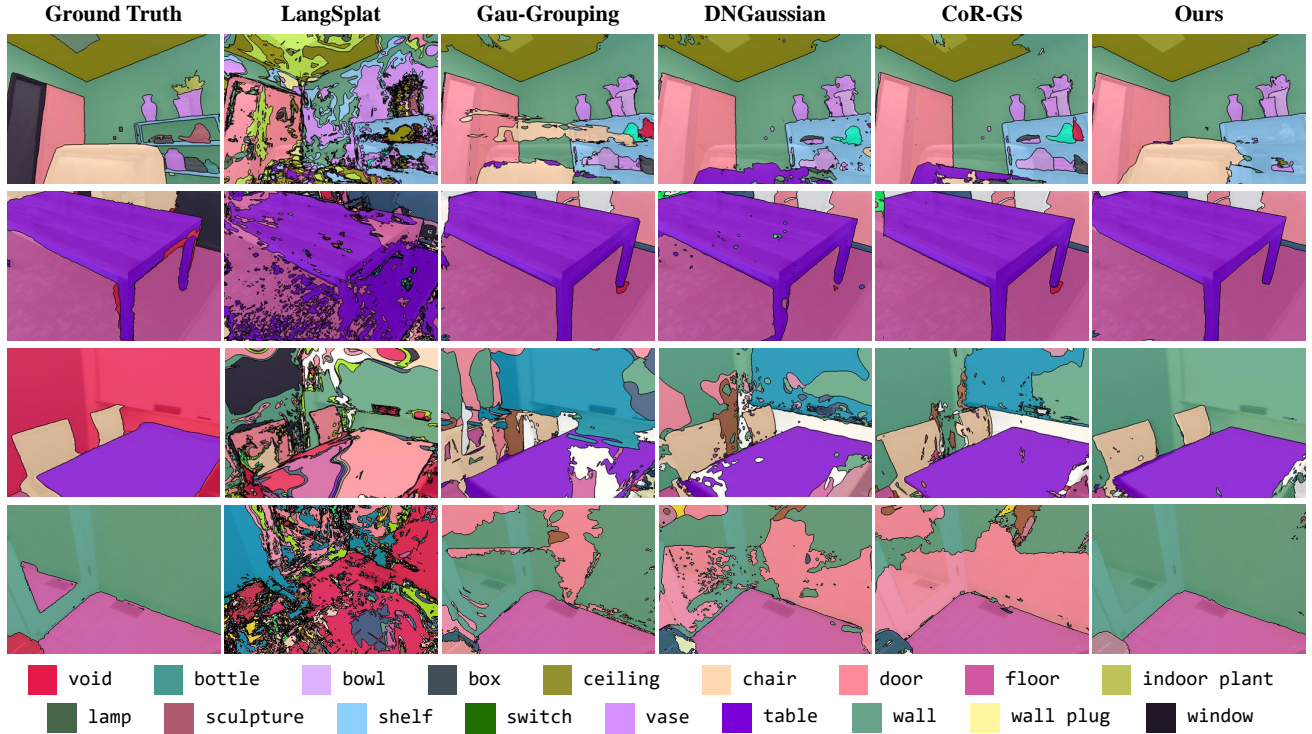 Ground Truth LangSplat Gau-Grouping DNGaussian CoR-GS Ours
void bottle bowl box ceiling chair door floor indoor plant
lamp sculpture shelf switch vase table wall wall plug window